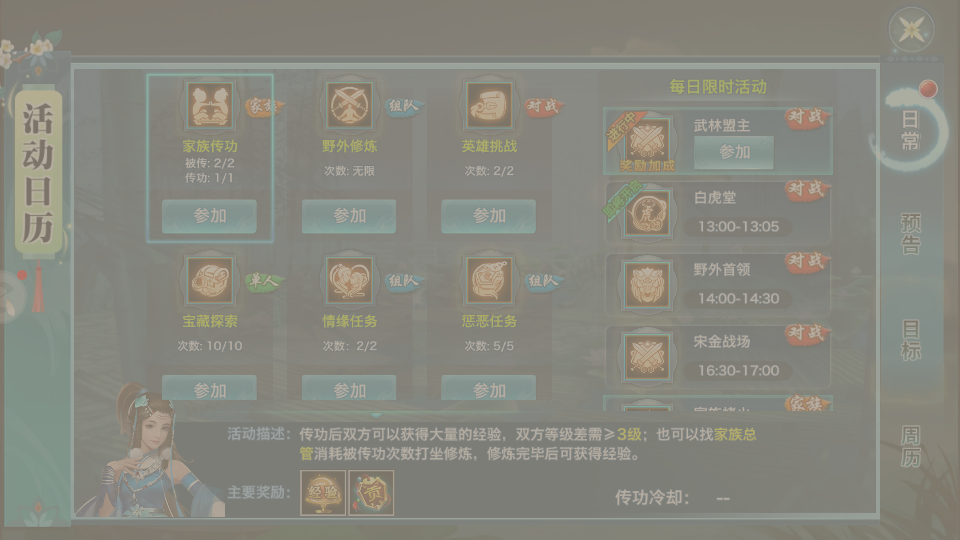 活动日历
家族
家族传功
被传: 2/2
传功: 1/1
参加
组队
野外修炼
次数: 无限
参加
对战
英雄挑战
次数: 2/2
参加
单人
宝藏探索
次数: 10/10
参加
组队
情缘任务
次数: 2/2
参加
组队
惩恶任务
次数: 5/5
参加
每日限时活动
进行中
奖励加成
武林盟主
对战
参加
白虎堂
对战
13:00-13:05
野外首领
对战
14:00-14:30
宋金战场
对战
16:30-17:00
家族
日常
预告
目标
周历
活动描述: 传功后双方可以获得大量的经验，双方等级差需≥3级；也可以找家族总
管消耗被传功次数打坐修炼，修炼完毕后可获得经验。
主要奖励:
经验
贡
传功冷却: --